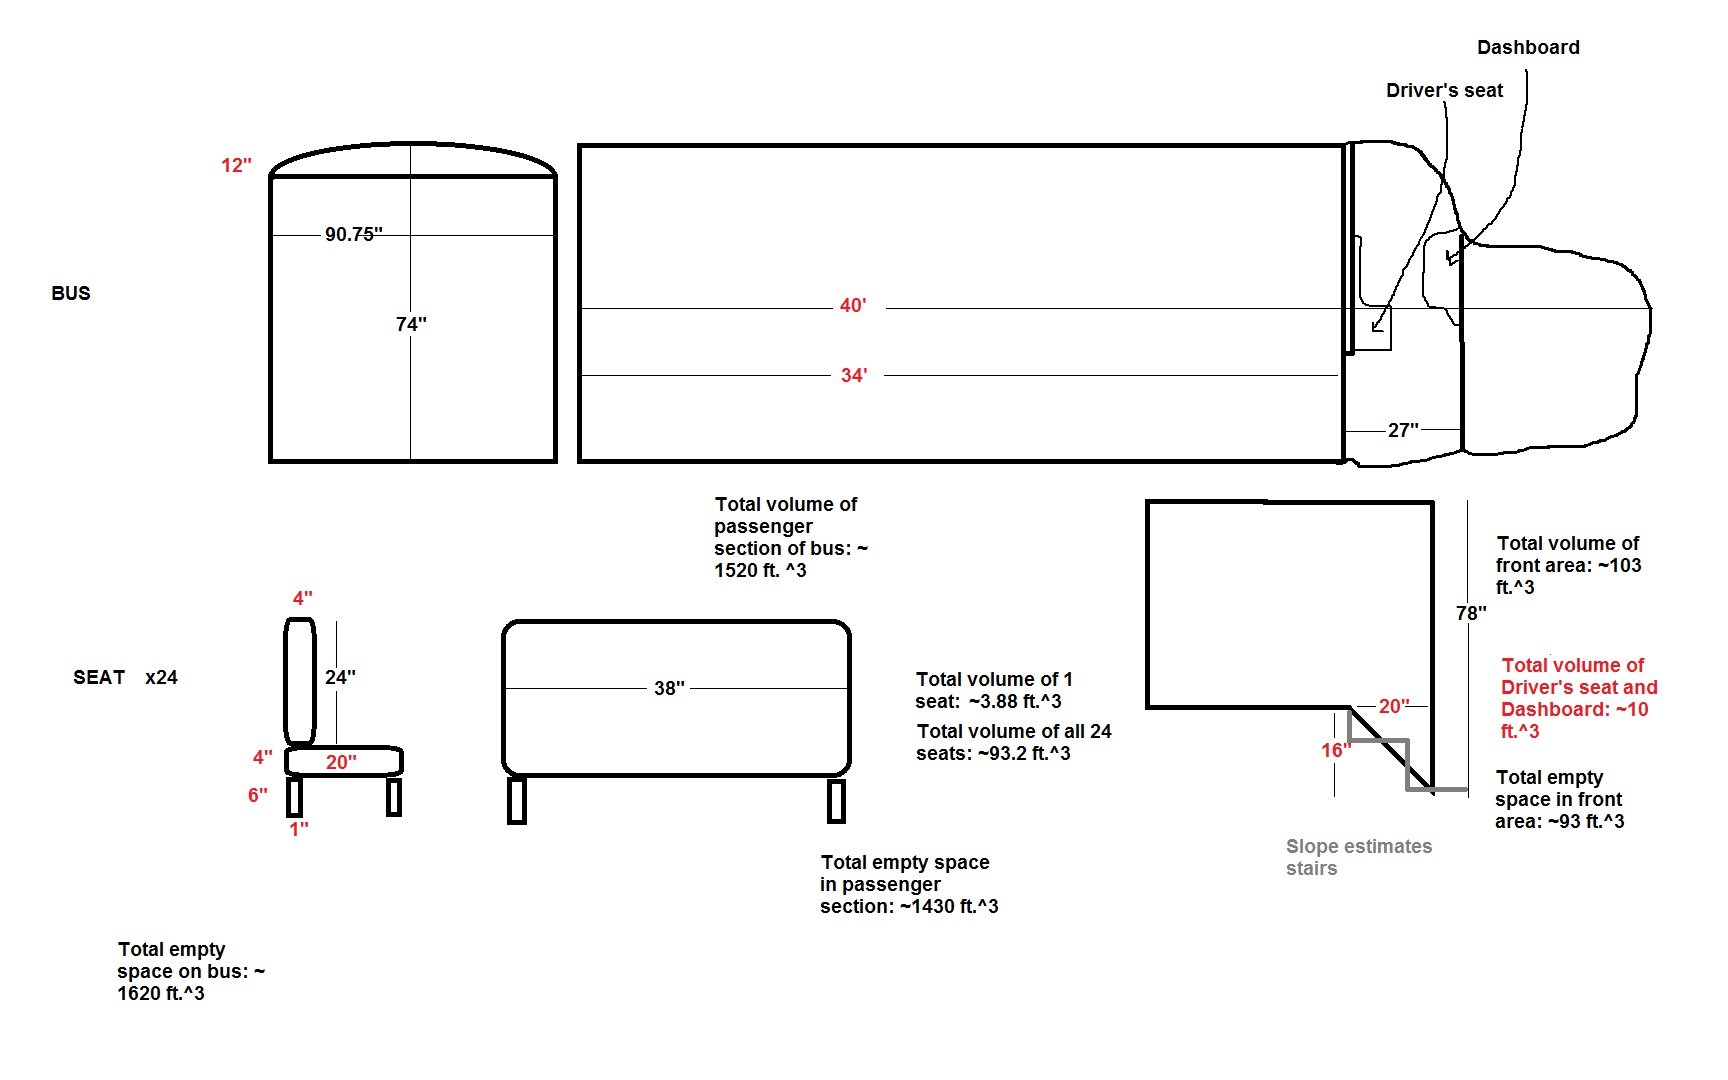 Dashboard
Driver's seat
12"
90.75"
BUS
74"
40'
34'
27"
Total volume of
passenger
section of bus: ~
1520 ft. ^3
Total volume of
front area: ~103
ft.^3
4"
78"
SEAT x24
24"
38"
Total volume of 1
seat: ~3.88 ft.^3
Total volume of all 24
seats: ~93.2 ft.^3
20"
16"
Total volume of
Driver's seat and
Dashboard: ~10
ft.^3
4"
20"
6"
1"
Total empty
space in front
area: ~93 ft.^3
Slope estimates
stairs
Total empty space
in passenger
section: ~1430 ft.^3
Total empty
space on bus: ~
1620 ft.^3